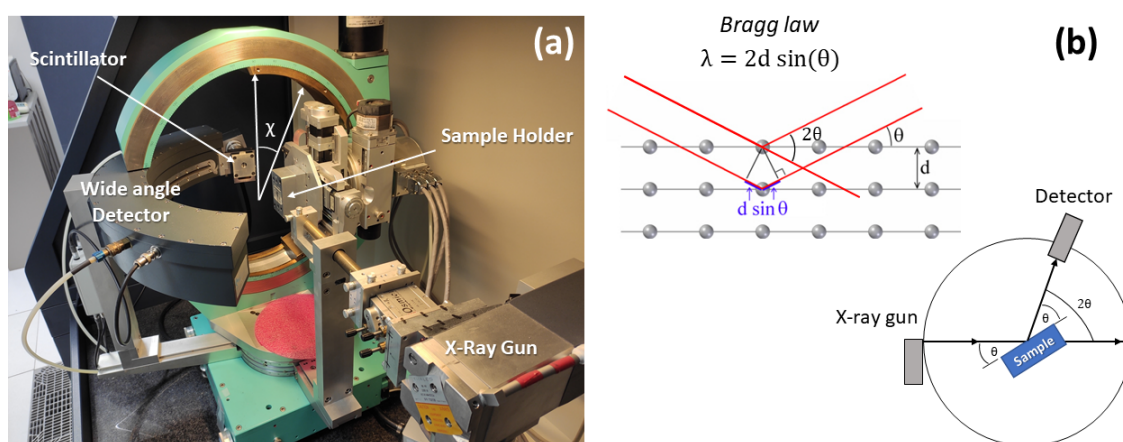 (a)
Scintillator
χ
Sample Holder
Wide angle
Detector
Osmic
X-Ray Gun
Bragg law
λ = 2d sin(θ)
(b)
2θ
θ
d
d sin θ
Detector
X-ray gun
θ
2θ
θ
Sample